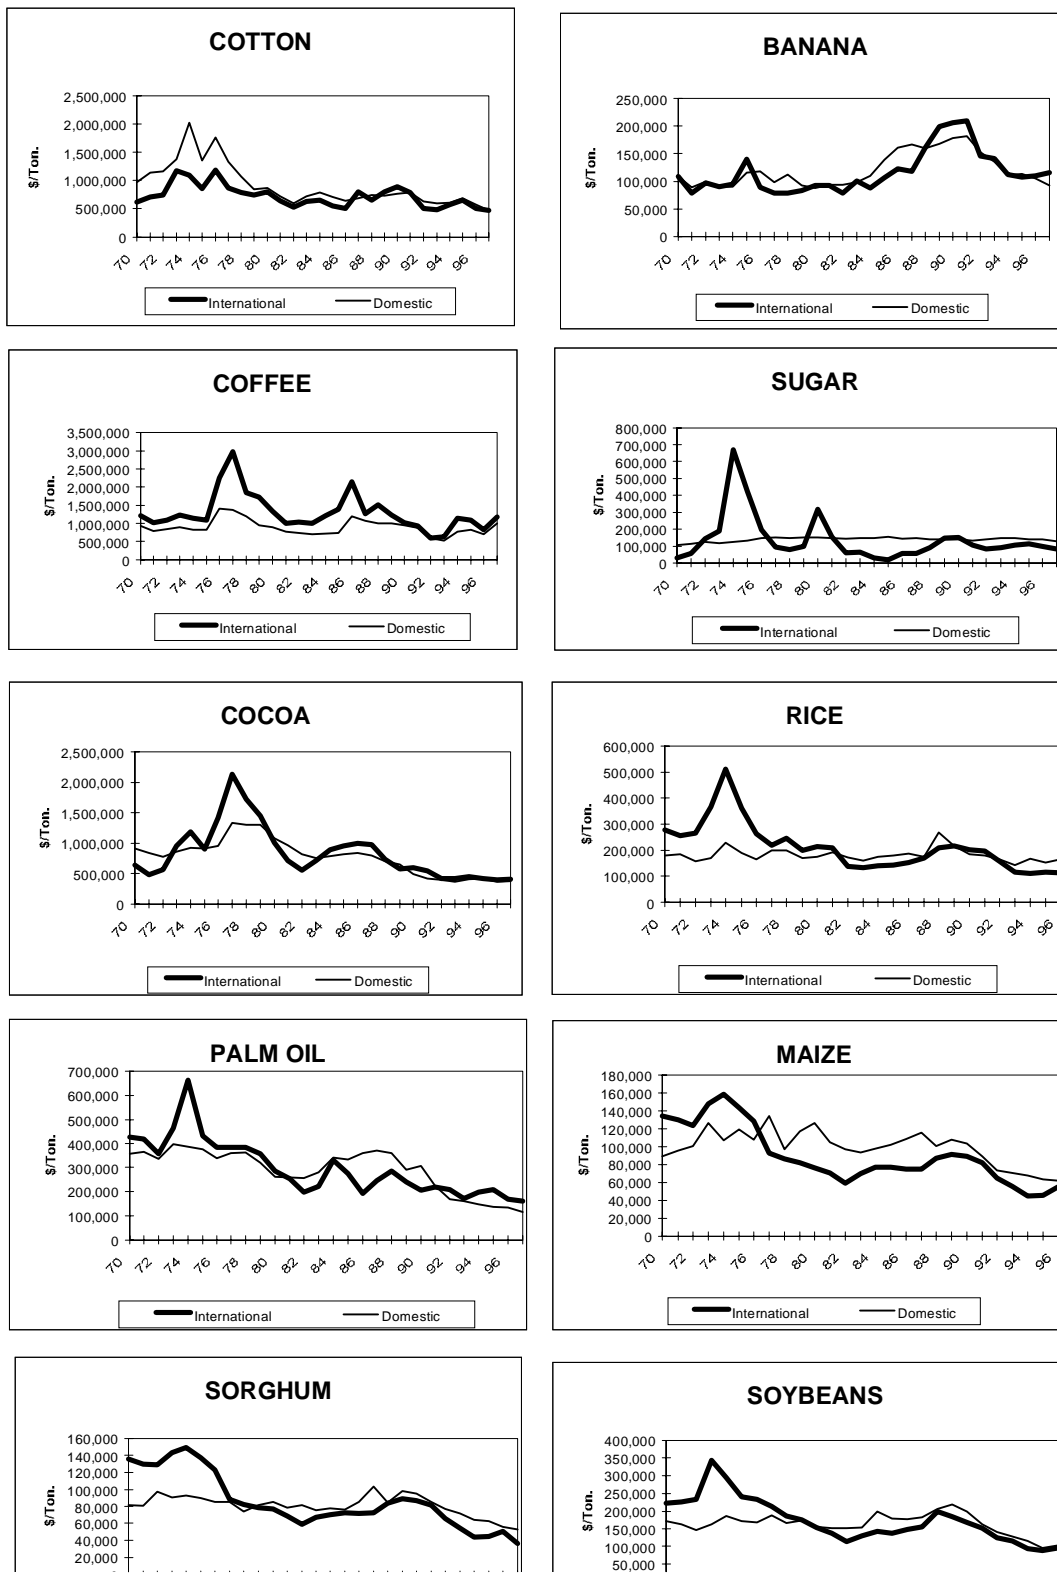 COTTON
$/Ton.
2,500,000
2,000,000
1,500,000
1,000,000
500,000
0
70 72 74 76 78 80 82 84 86 88 90 92 94 96
International Domestic
BANANA
$/Ton.
250,000
200,000
150,000
100,000
50,000
0
70 72 74 76 78 80 82 84 86 88 90 92 94 96
International Domestic
COFFEE
$/Ton.
3,500,000
3,000,000
2,500,000
2,000,000
1,500,000
1,000,000
500,000
0
70 72 74 76 78 80 82 84 86 88 90 92 94 96
International Domestic
SUGAR
$/Ton.
800,000
700,000
600,000
500,000
400,000
300,000
200,000
100,000
0
70 72 74 76 78 80 82 84 86 88 90 92 94 96
International Domestic
COCOA
$/Ton.
2,500,000
2,000,000
1,500,000
1,000,000
500,000
0
70 72 74 76 78 80 82 84 86 88 90 92 94 96
International Domestic
RICE
$/Ton.
600,000
500,000
400,000
300,000
200,000
100,000
0
70 72 74 76 78 80 82 84 86 88 90 92 94 96
International Domestic
PALM OIL
$/Ton.
700,000
600,000
500,000
400,000
300,000
200,000
100,000
0
70 72 74 76 78 80 82 84 86 88 90 92 94 96
International Domestic
MAIZE
$/Ton.
180,000
160,000
140,000
120,000
100,000
80,000
60,000
40,000
20,000
0
70 72 74 76 78 80 82 84 86 88 90 92 94 96
International Domestic
SORGHUM
$/Ton.
160,000
140,000
120,000
100,000
80,000
60,000
40,000
20,000
SOYBEANS
$/Ton.
400,000
350,000
300,000
250,000
200,000
150,000
100,000
50,000